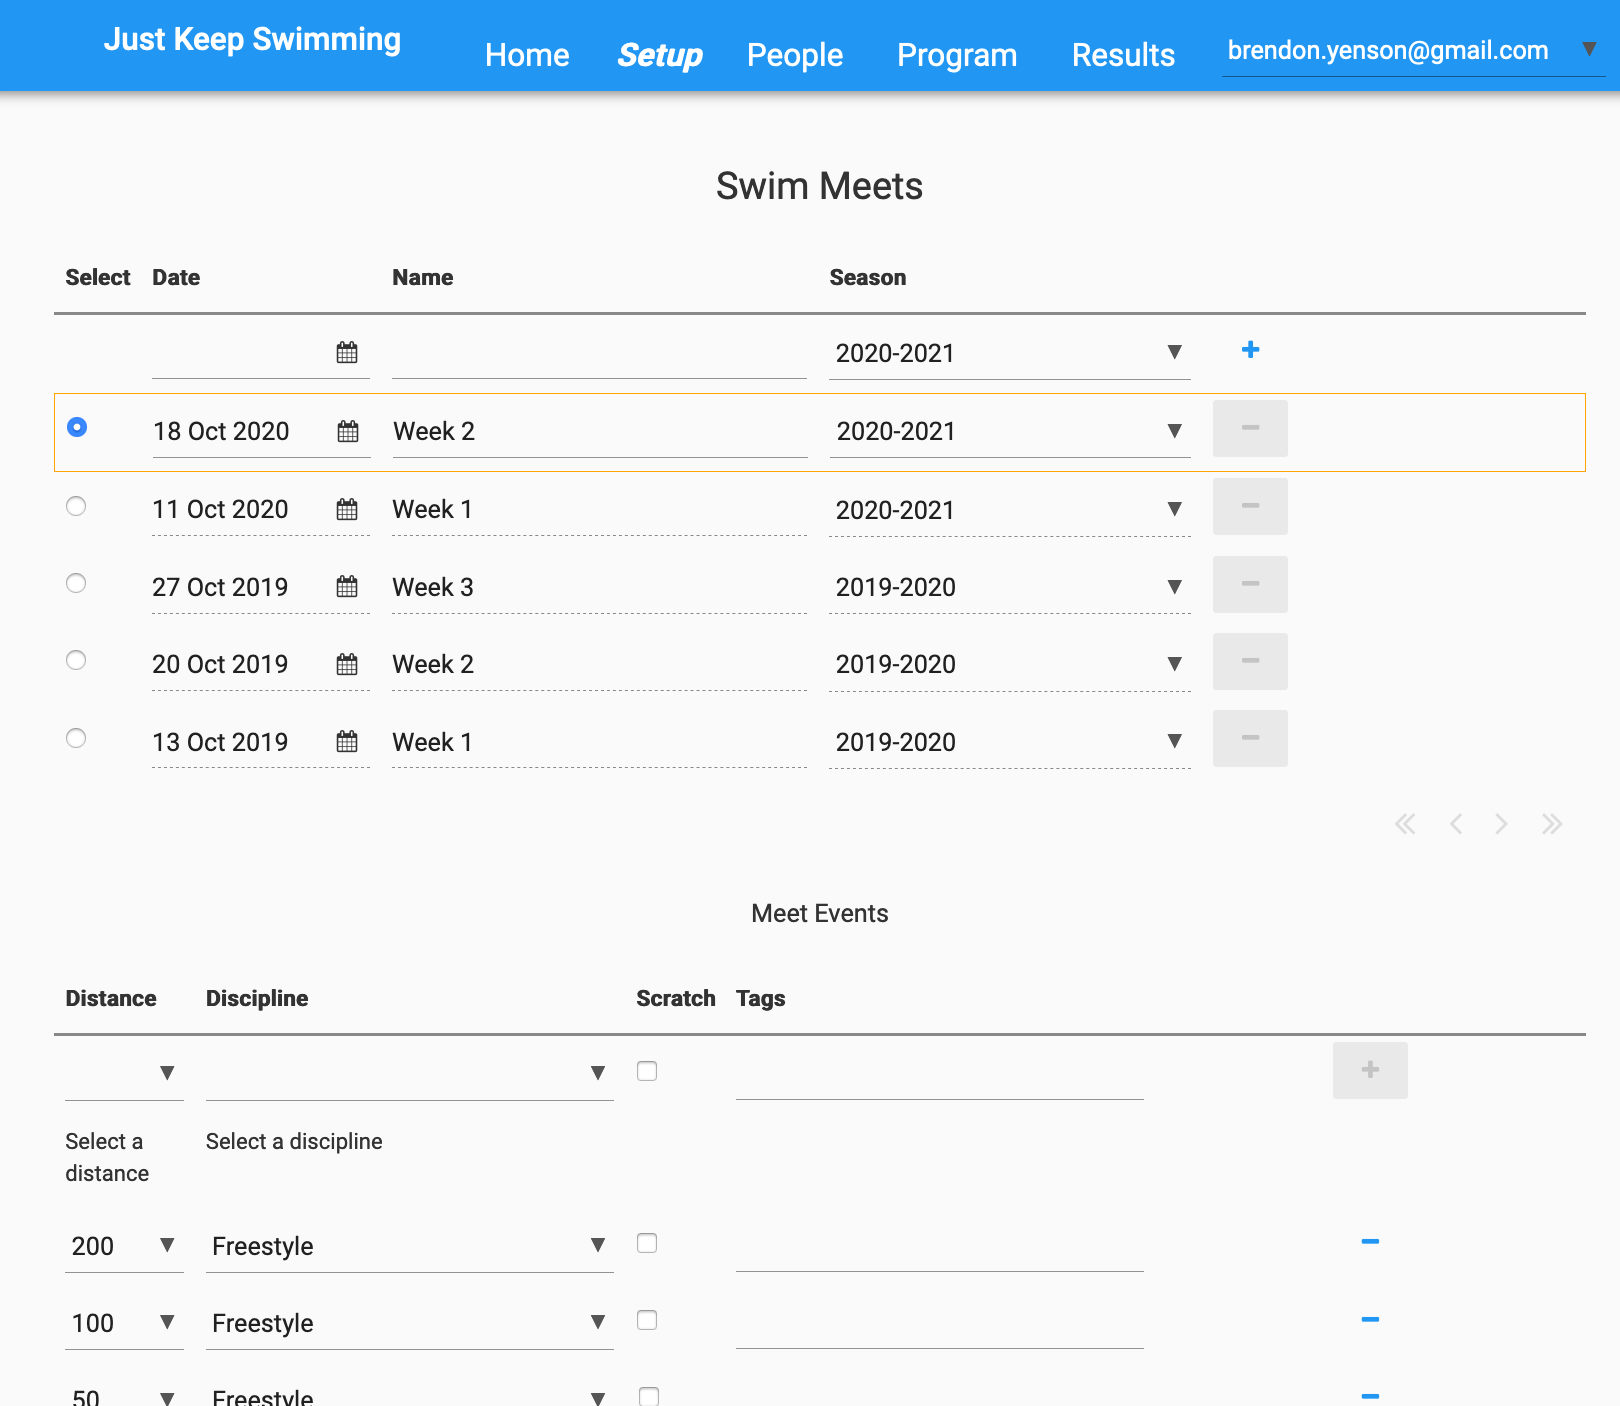 Just Keep Swimming
Home Setup People Program Results brendon.yenson@gmail.com
Swim Meets
Select Date Name Season
2020-2021
18 Oct 2020 Week 2 2020-2021
11 Oct 2020 Week 1 2020-2021
27 Oct 2019 Week 3 2019-2020
20 Oct 2019 Week 2 2019-2020
13 Oct 2019 Week 1 2019-2020
Meet Events
Distance Discipline Scratch Tags
Select a distance Select a discipline
200 Freestyle
100 Freestyle
50 Freestyle